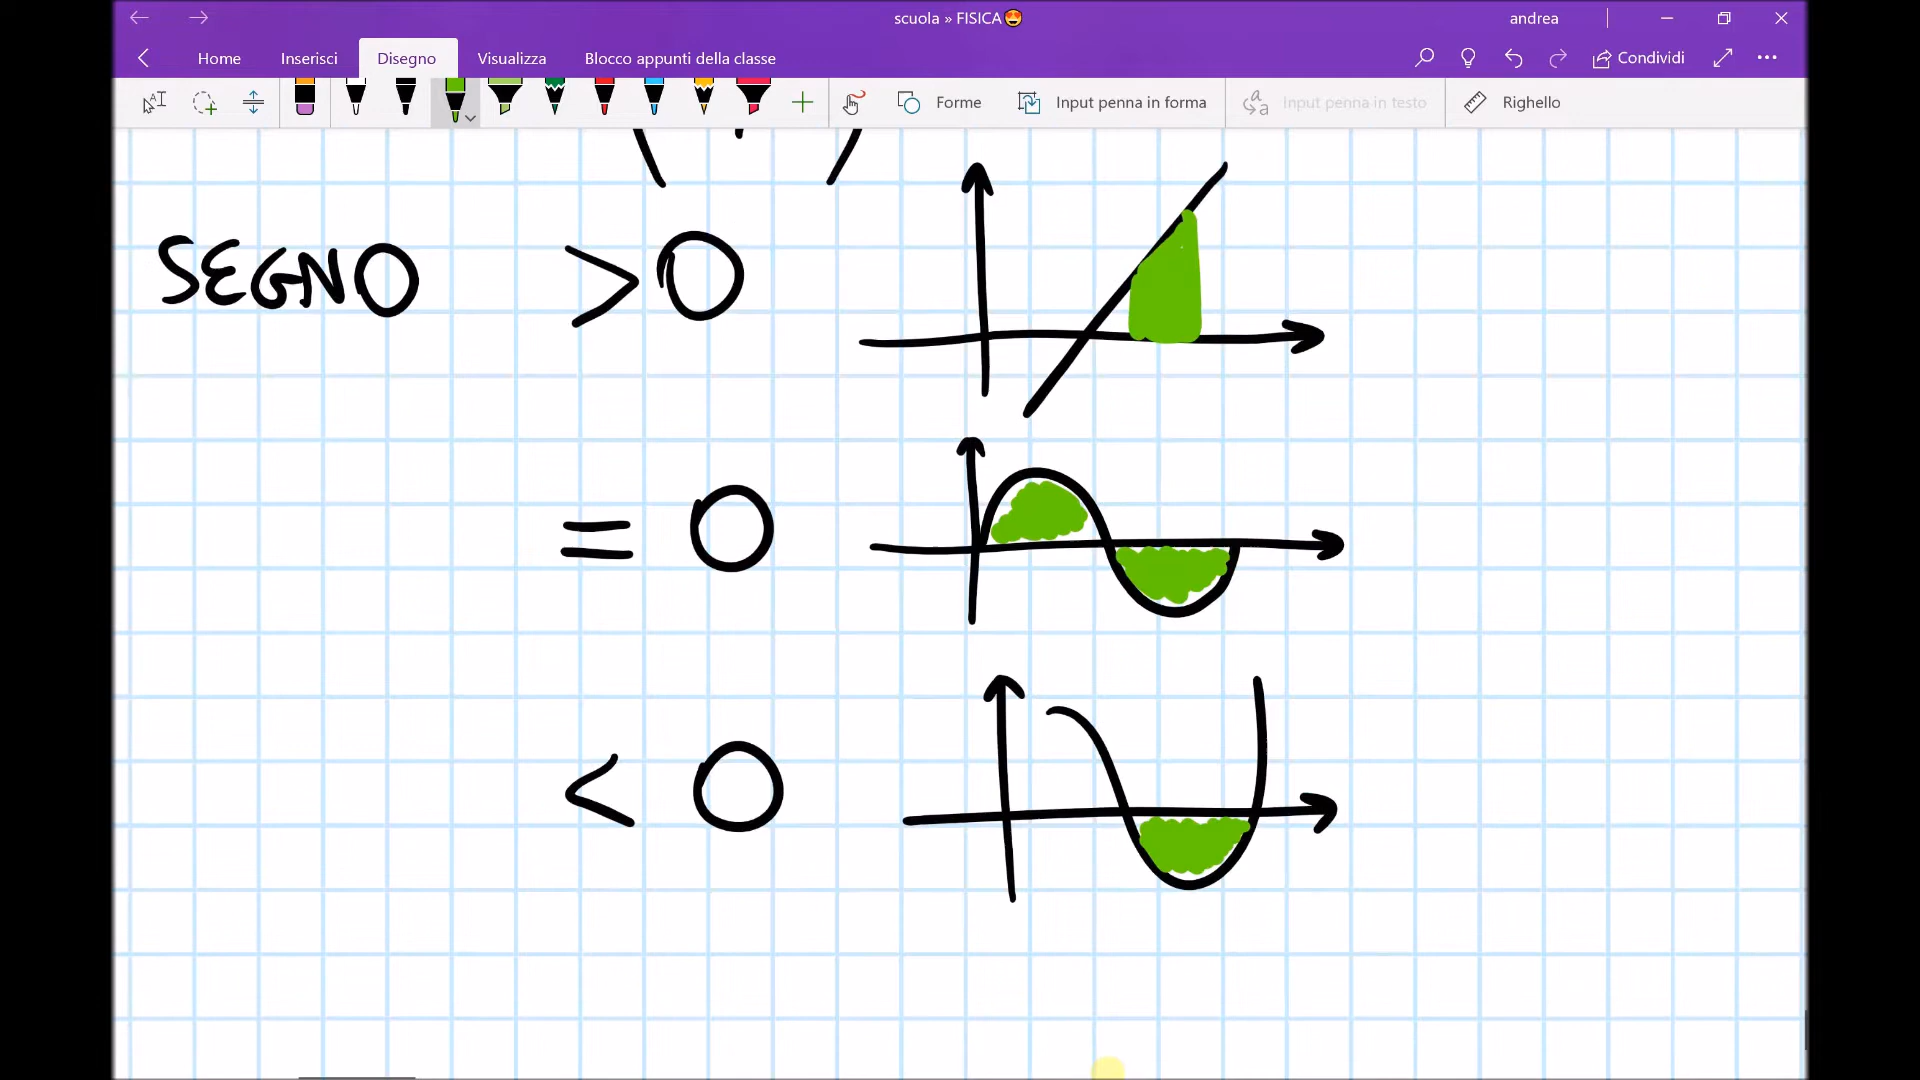 scuola » FISICA😍
andrea
Home Inserisci Disegno Visualizza Blocco appunti della classe Condividi
Forme Input penna in forma Input penna in testo Righello
SEGNO > 0
= 0
< 0